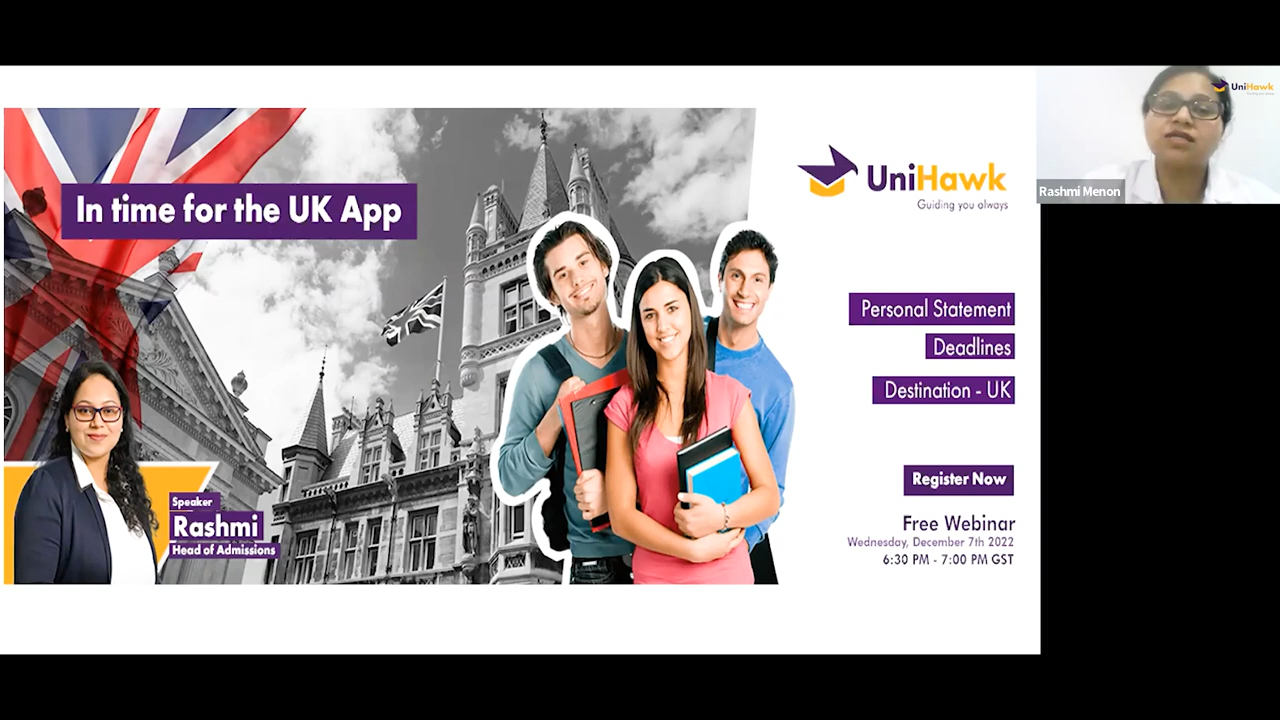 In time for the UK App
UniHawk
Guiding you always
Personal Statement
Deadlines
Destination - UK
Register Now
Free Webinar
Wednesday, December 7th 2022
6:30 PM - 7:00 PM GST
Speaker
Rashmi
Head of Admissions
UniHawk
Rashmi Menon